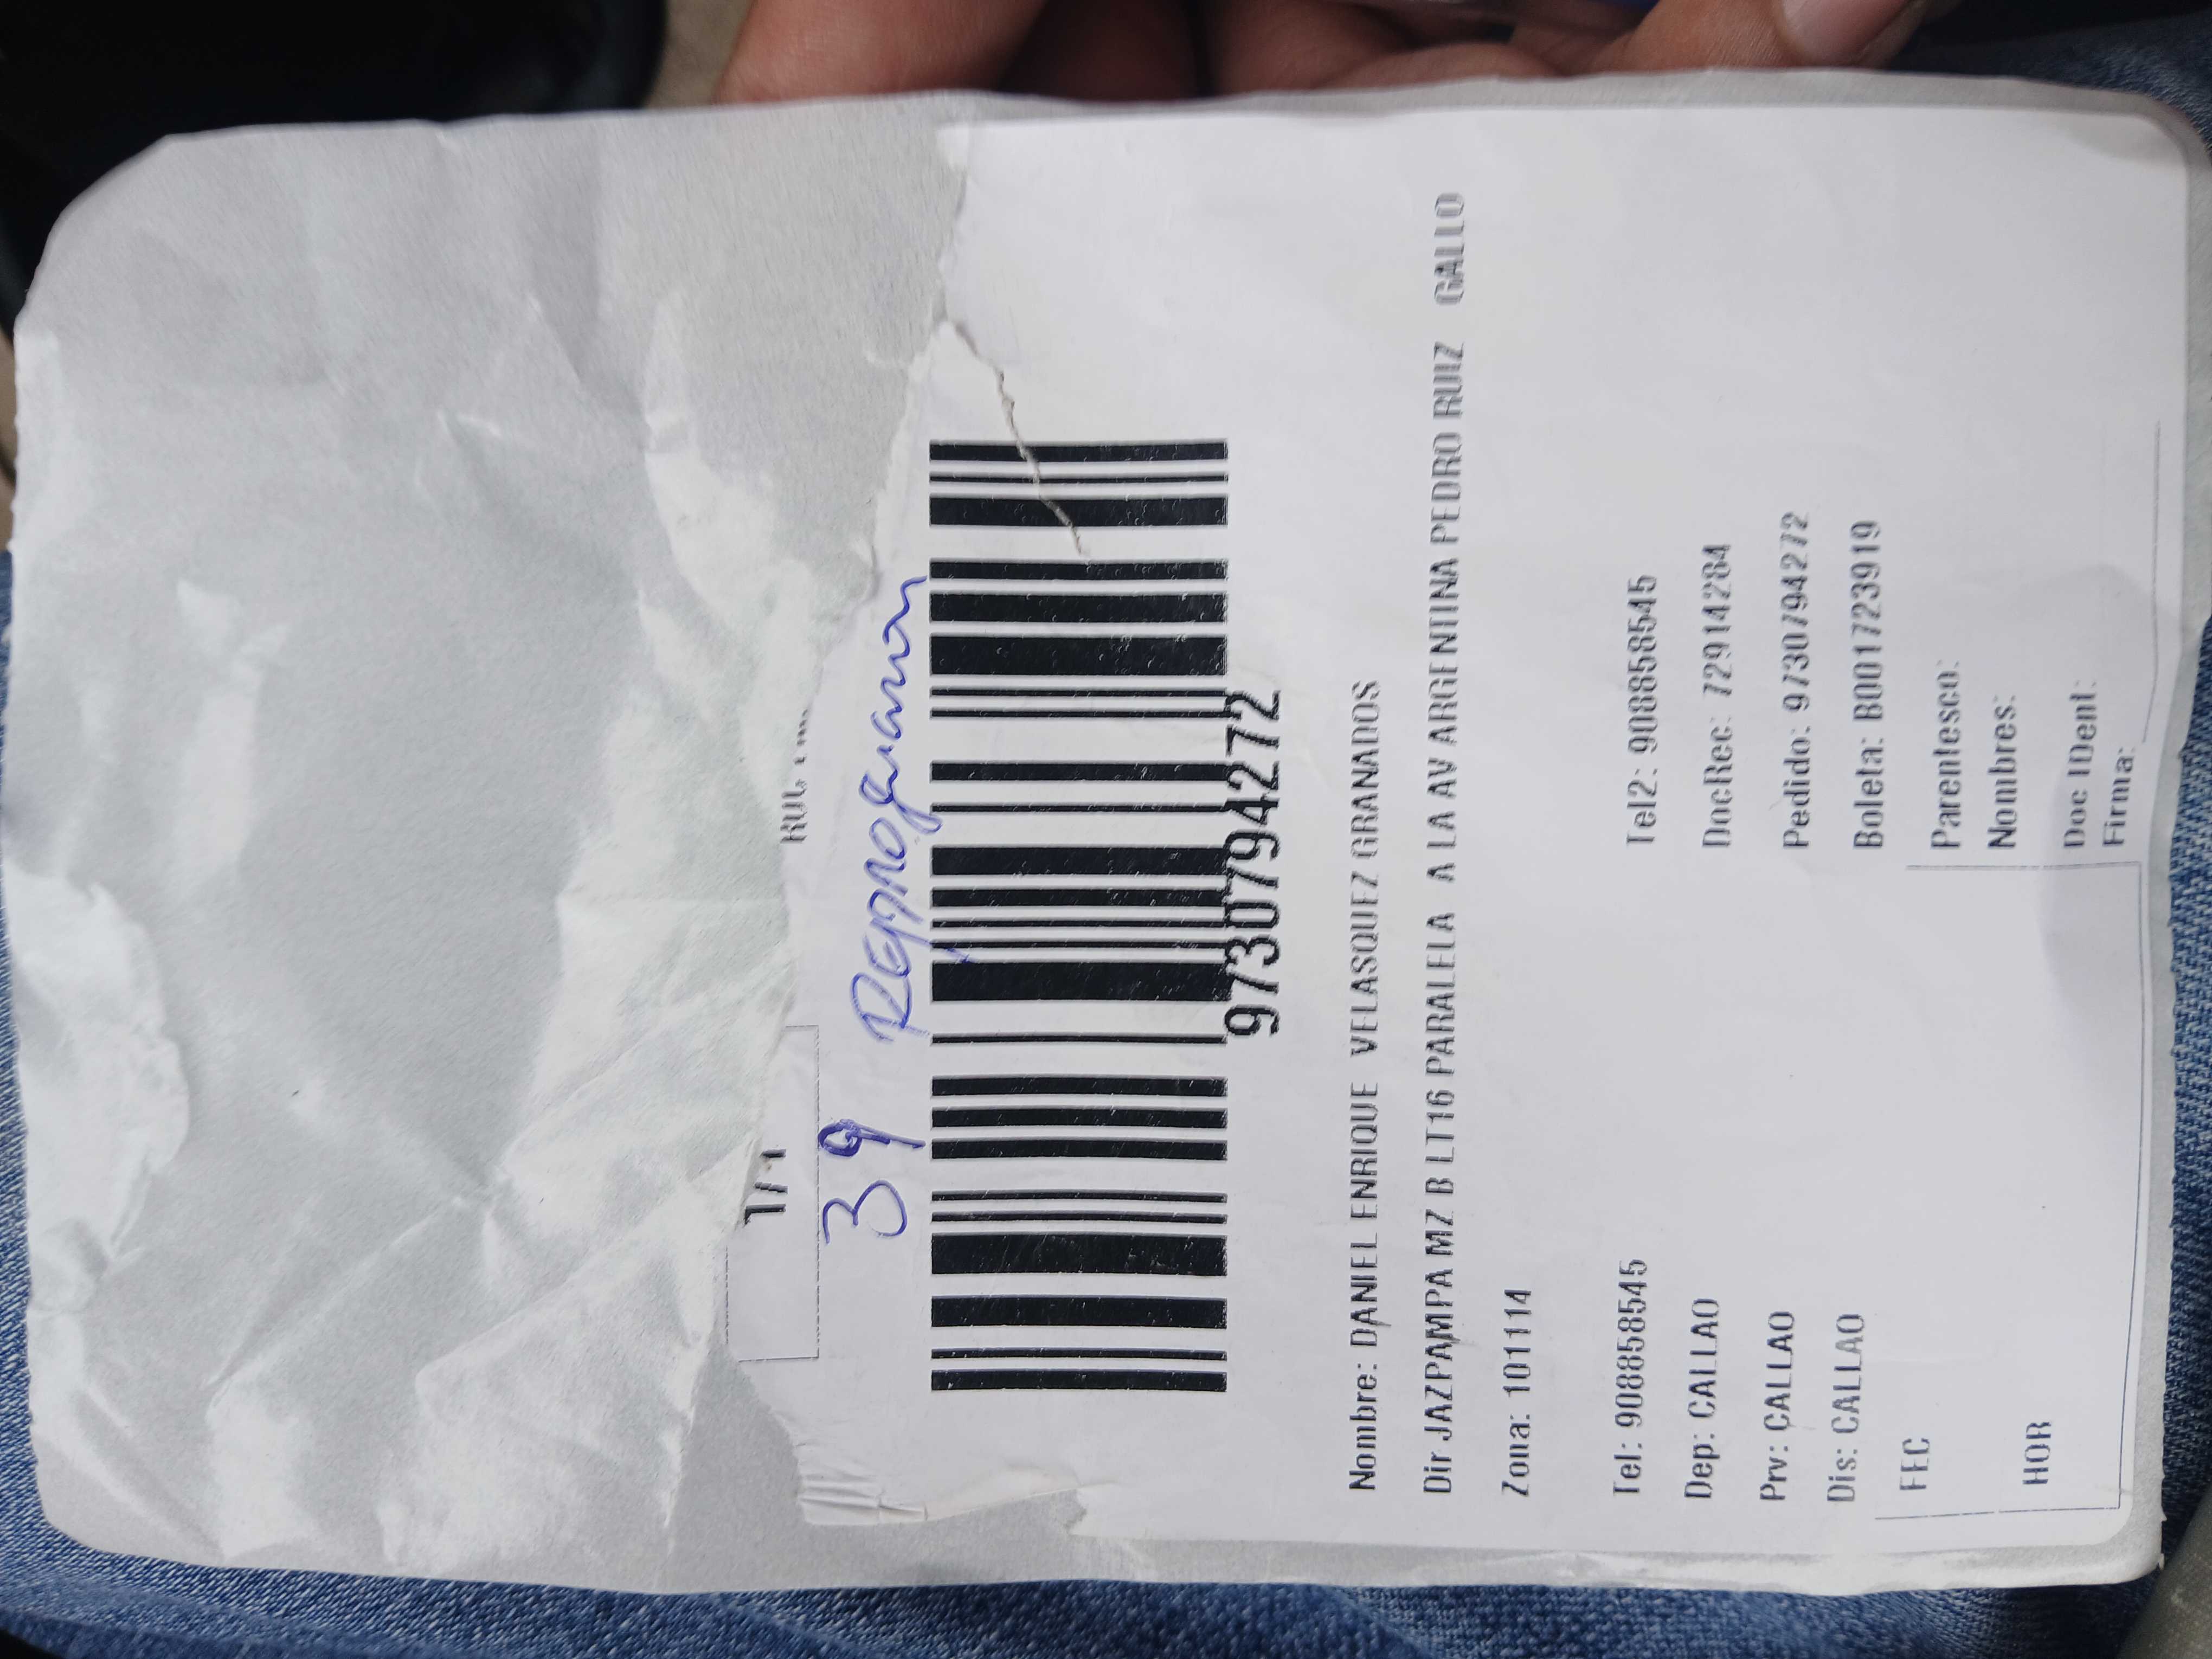 1/1
39 Reprogramar
9730794272
Nombre: DANIEL ENRIQUE VELASQUEZ GRANADOS
Dir JAZPAMPA MZ B LT16 PARALELA A LA AV ARGENTINA PEDRO RUIZ GALLO
Zona: 101114
Tel: 908858545 Tel2: 908858545
Dep: CALLAO DocRec: 72914284
Prv: CALLAO Pedido: 9730794272
Dis: CALLAO Boleta: B001723919
FEC Parentesco:
Nombres:
HOR Doc IDent:
Firma: